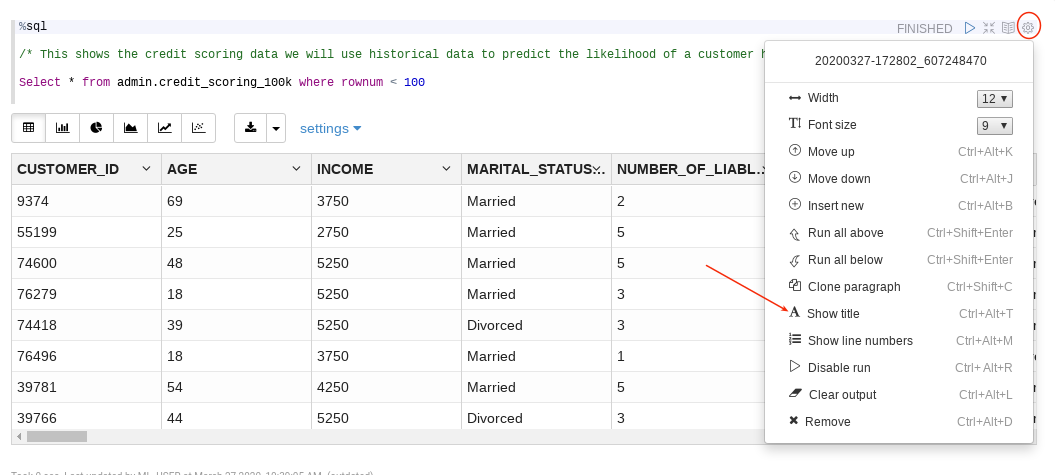 %sql
FINISHED
/* This shows the credit scoring data we will use historical data to predict the likelihood of a customer h
Select * from admin.credit_scoring_100k where rownum < 100
settings
CUSTOMER_ID AGE INCOME MARITAL_STATUS... NUMBER_OF_LIABL...
9374 69 3750 Married 2
55199 25 2750 Married 5
74600 48 5250 Married 5
76279 18 5250 Married 3
74418 39 5250 Divorced 3
76496 18 3750 Married 1
39781 54 4250 Married 5
39766 44 5250 Divorced 3
20200327-172802_607248470
Width 12
Font size 9
Move up Ctrl+Alt+K
Move down Ctrl+Alt+J
Insert new Ctrl+Alt+B
Run all above Ctrl+Shift+Enter
Run all below Ctrl+Shift+Enter
Clone paragraph Ctrl+Shift+C
Show title Ctrl+Alt+T
Show line numbers Ctrl+Alt+M
Disable run Ctrl+ Alt+R
Clear output Ctrl+Alt+L
Remove Ctrl+Alt+D